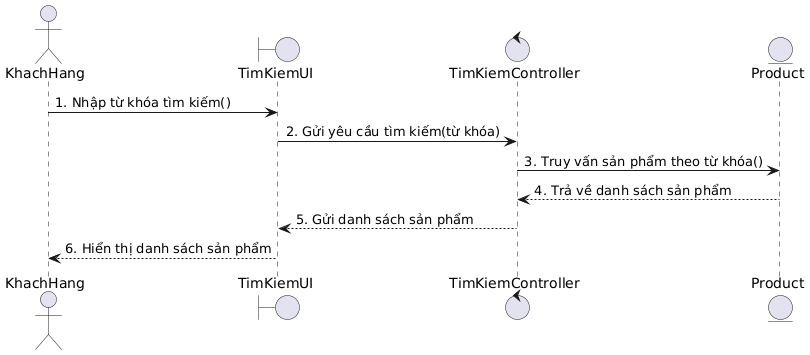 KhachHang
TimKiemUI
TimKiemController
Product
1. Nhập từ khóa tìm kiếm()
2. Gửi yêu cầu tìm kiếm(từ khóa)
3. Truy vấn sản phẩm theo từ khóa()
4. Trả về danh sách sản phẩm
5. Gửi danh sách sản phẩm
6. Hiển thị danh sách sản phẩm
KhachHang
TimKiemUI
TimKiemController
Product